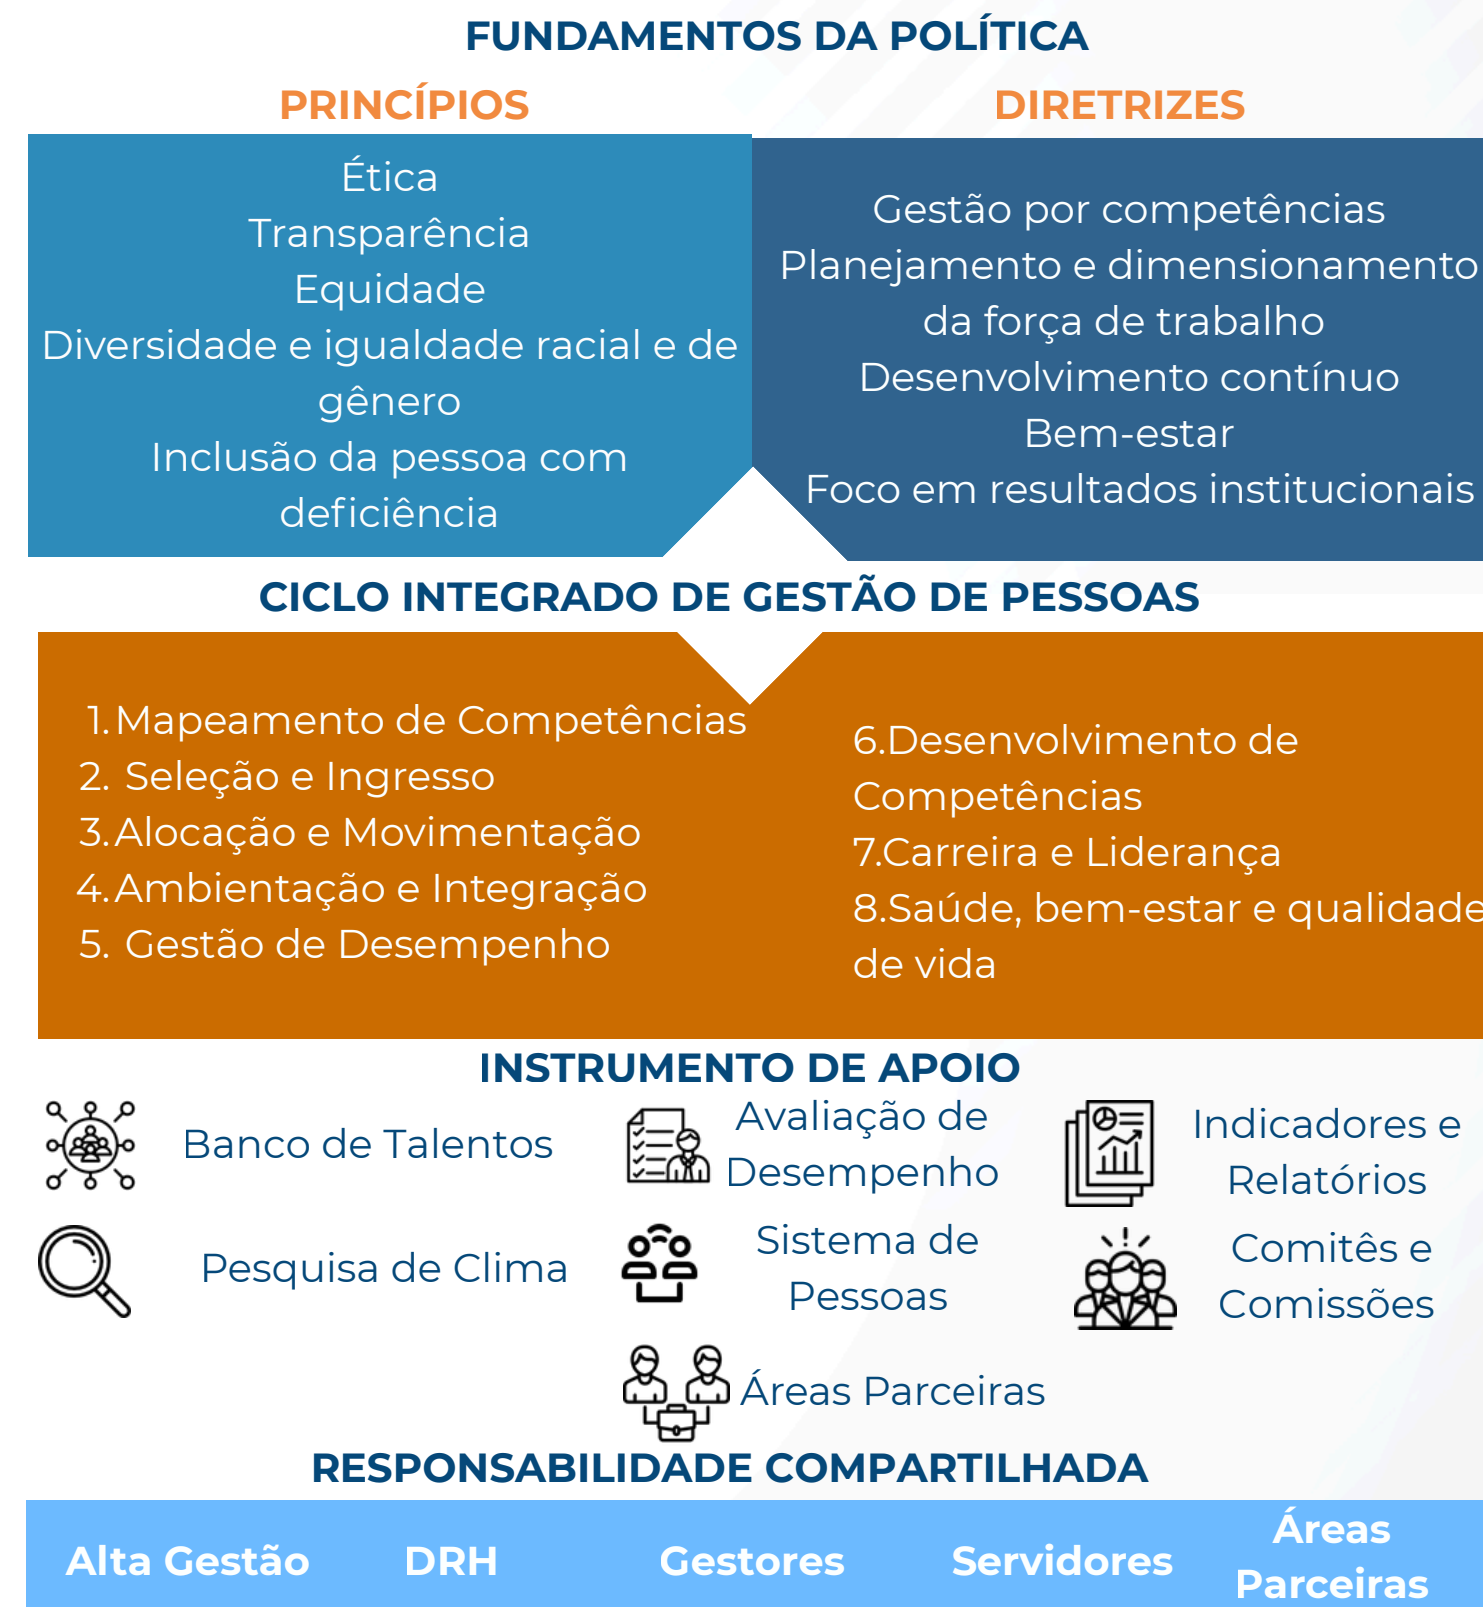 FUNDAMENTOS DA POLÍTICA
PRINCÍPIOS
Ética
Transparência
Equidade
Diversidade e igualdade racial e de
gênero
Inclusão da pessoa com
deficiência
DIRETRIZES
Gestão por competências
Planejamento e dimensionamento
da força de trabalho
Desenvolvimento contínuo
Bem-estar
Foco em resultados institucionais
CICLO INTEGRADO DE GESTÃO DE PESSOAS
1. Mapeamento de Competências
2. Seleção e Ingresso
3. Alocação e Movimentação
4. Ambientação e Integração
5. Gestão de Desempenho
6.Desenvolvimento de
Competências
7.Carreira e Liderança
8.Saúde, bem-estar e qualidade
de vida
INSTRUMENTO DE APOIO
Banco de Talentos
Avaliação de
Desempenho
Indicadores e
Relatórios
Pesquisa de Clima
Sistema de
Pessoas
Comitês e
Comissões
Áreas Parceiras
RESPONSABILIDADE COMPARTILHADA
Alta Gestão
DRH
Gestores
Servidores
Áreas
Parceiras